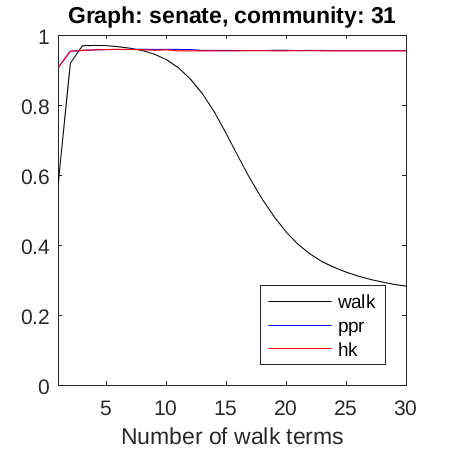 Graph: senate, community: 31
1
0.8
0.6
0.4
0.2
0
5 10 15 20 25 30
walk
ppr
hk
Number of walk terms